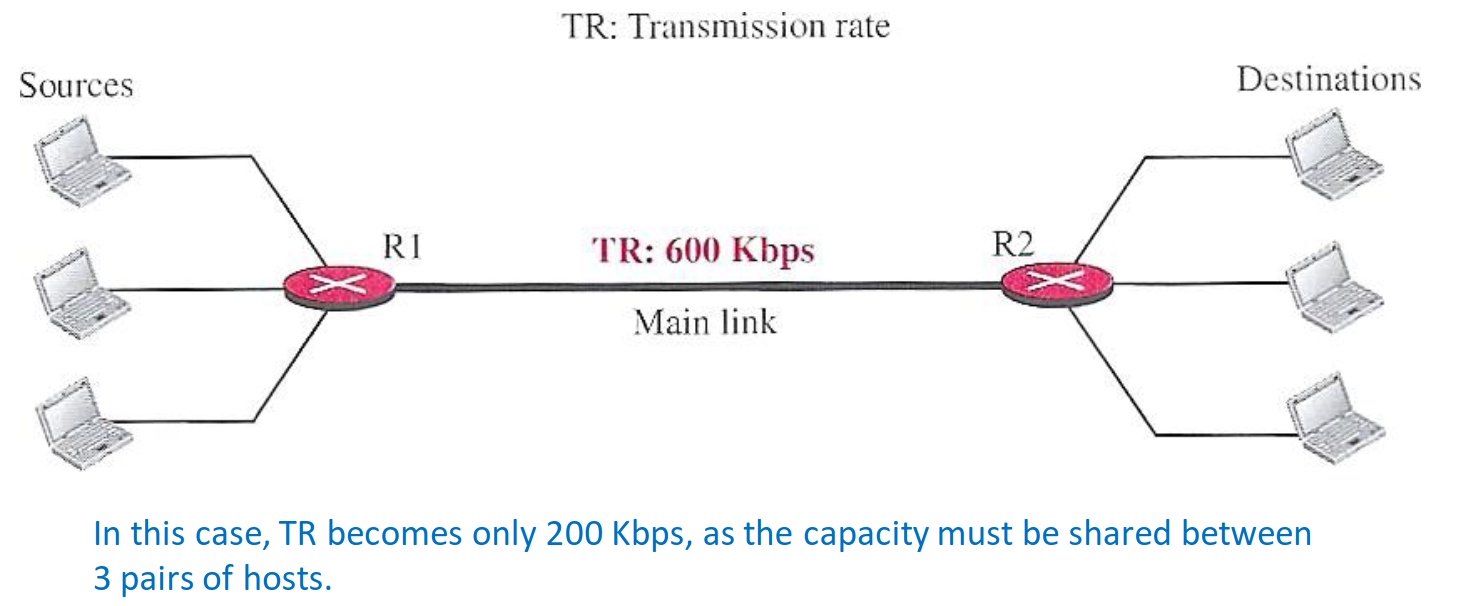 TR: Transmission rate
Sources
Destinations
R1
TR: 600 Kbps
R2
Main link
In this case, TR becomes only 200 Kbps, as the capacity must be shared between
3 pairs of hosts.